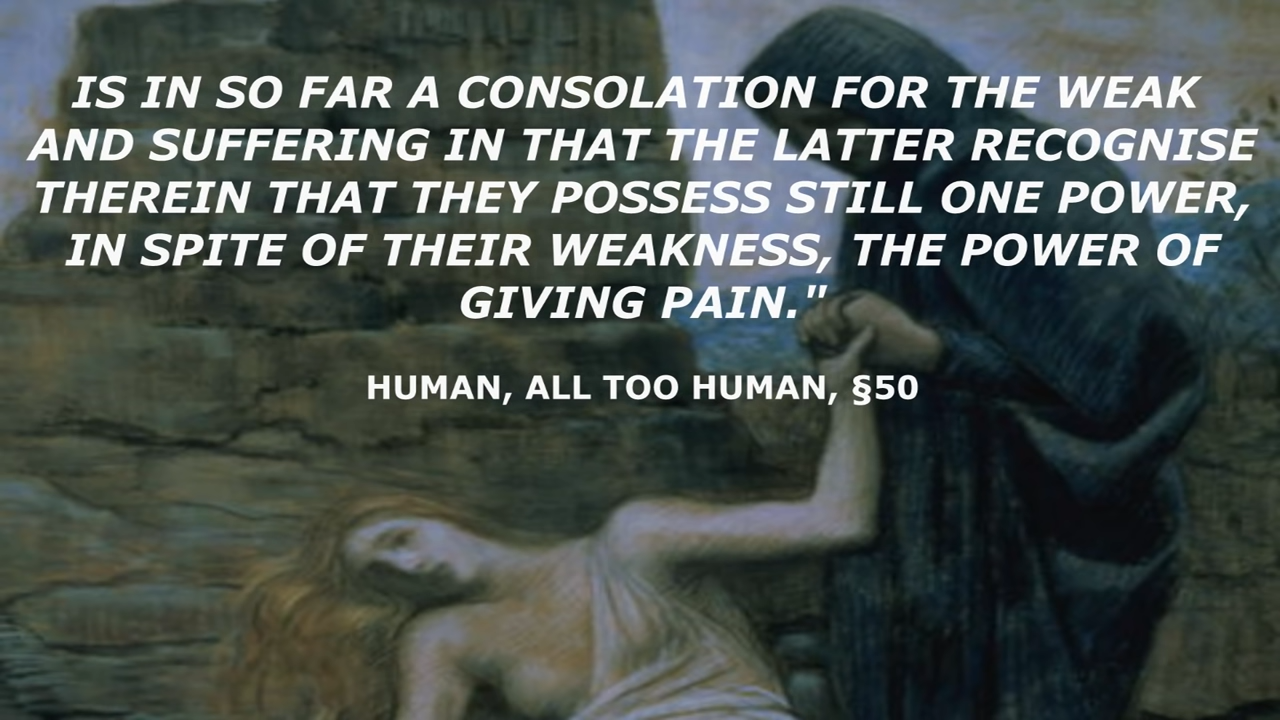 IS IN SO FAR A CONSOLATION FOR THE WEAK
AND SUFFERING IN THAT THE LATTER RECOGNISE
THEREIN THAT THEY POSSESS STILL ONE POWER,
IN SPITE OF THEIR WEAKNESS, THE POWER OF
GIVING PAIN."
HUMAN, ALL TOO HUMAN, §50